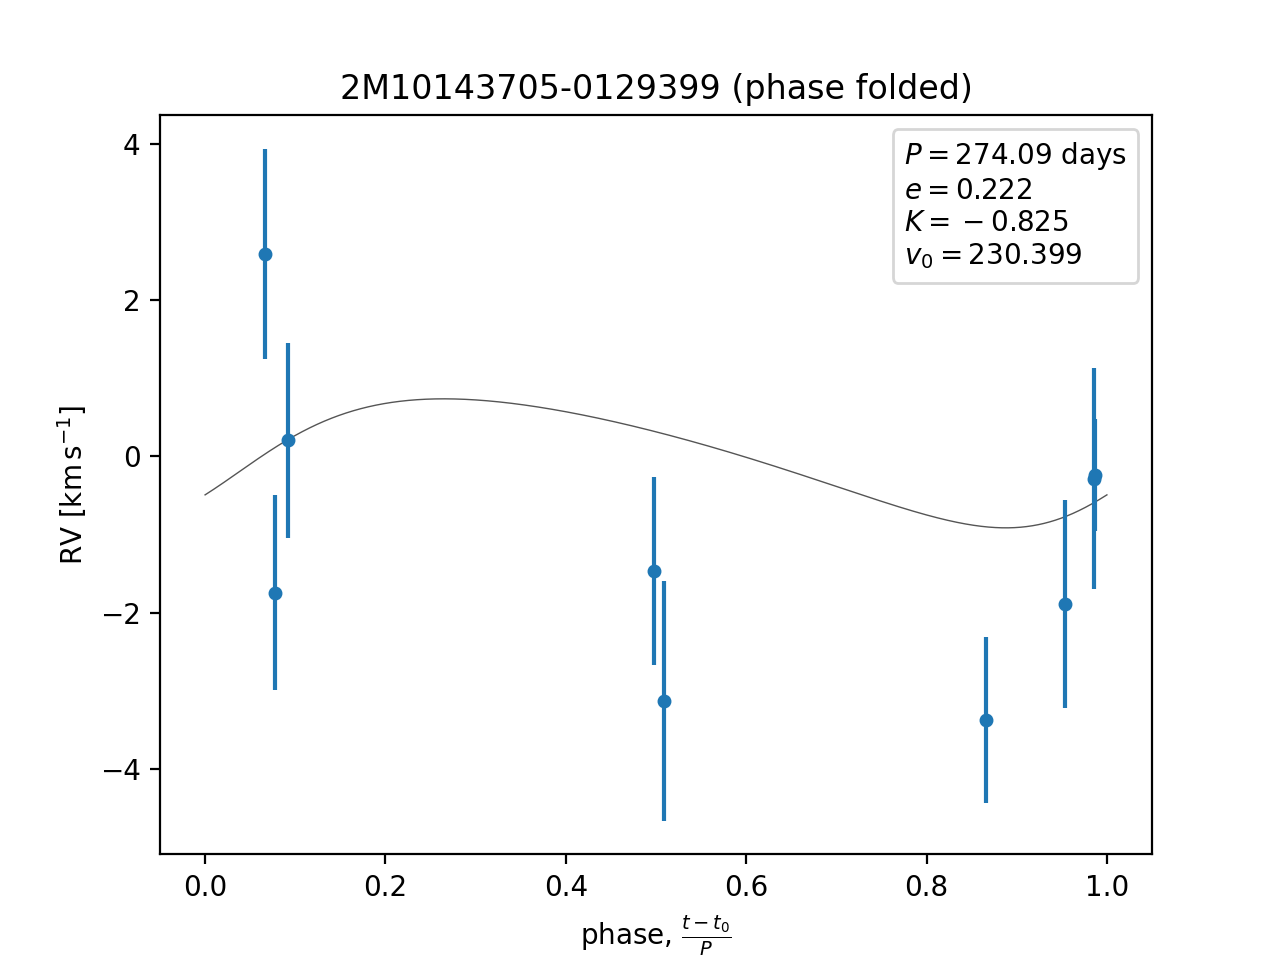 2M10143705-0129399 (phase folded)
P = 274.09 days
e = 0.222
K = −0.825
v₀ = 230.399
RV [km s⁻¹]
4
2
0
−2
−4
0.0 0.2 0.4 0.6 0.8 1.0
phase, (t − t₀)/P